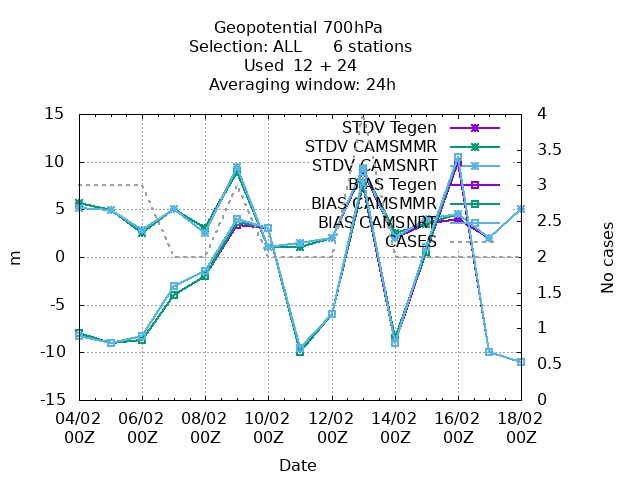 Geopotential 700hPa
Selection: ALL 6 stations
Used 12 + 24
Averaging window: 24h
15
10
5
0
-5
-10
-15
m
4
3.5
3
2.5
2
1.5
1
0.5
0
No cases
STDV Tegen
STDV CAMSMMR
STDV CAMSNRT
BIAS Tegen
BIAS CAMSMMR
BIAS CAMSNRT
CASES
04/02 06/02 08/02 10/02 12/02 14/02 16/02 18/02
00Z 00Z 00Z 00Z 00Z 00Z 00Z 00Z
Date